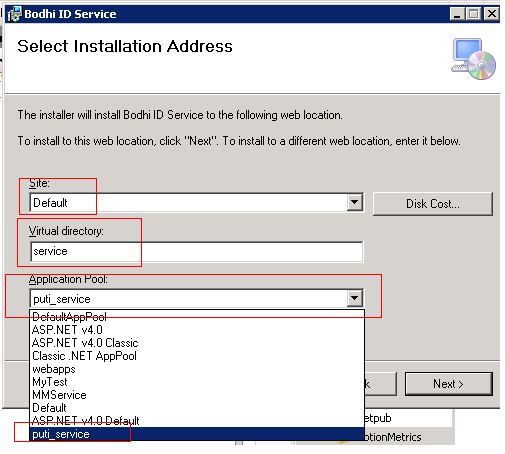 Bodhi ID Service
Select Installation Address
The installer will install Bodhi ID Service to the following web location.
To install to this web location, click "Next". To install to a different web location, enter it below.
Site:
Default
Disk Cost...
Virtual directory:
service
Application Pool:
puti_service
DefaultAppPool
ASP.NET v4.0
ASP.NET v4.0 Classic
Classic .NET AppPool
webapps
MyTest
MMService
Default
ASP.NET v4.0 Default
puti_service
k
Next >
etpub
otionMetrics